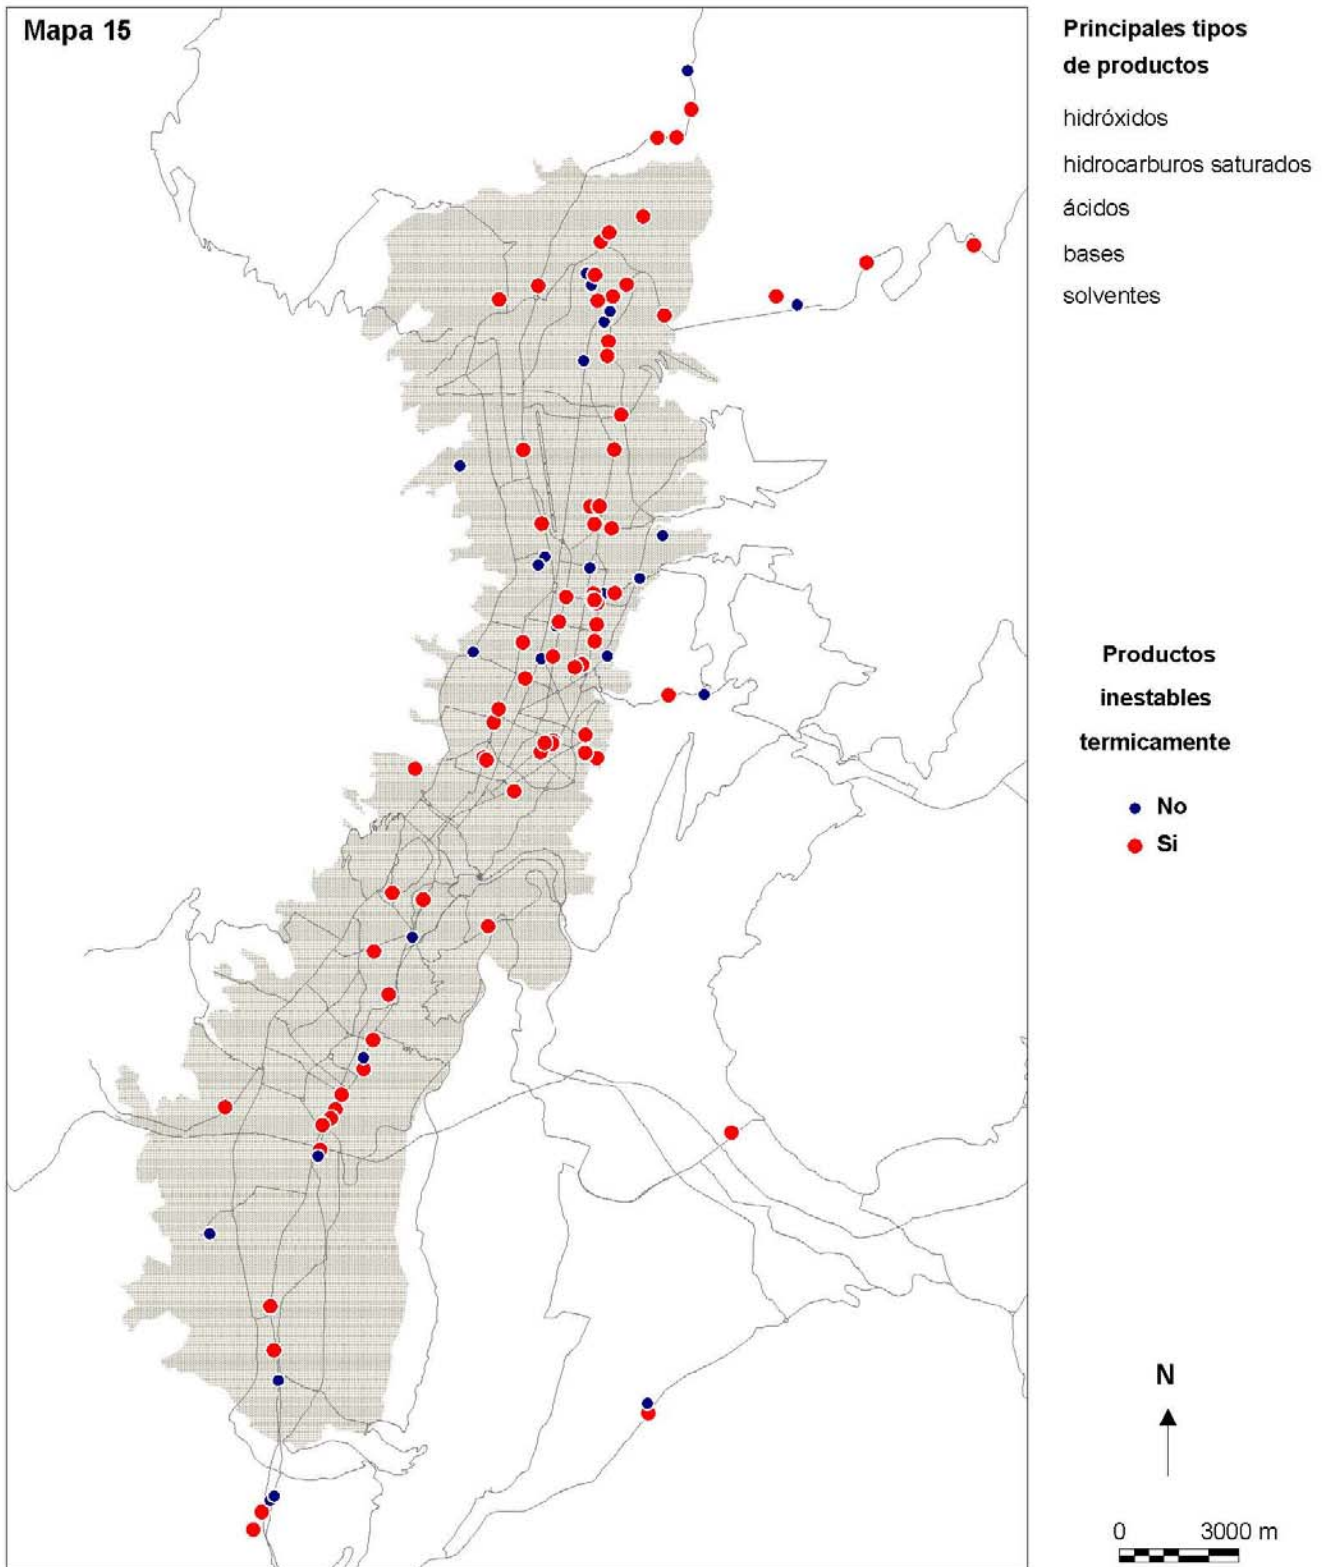 Mapa 15
Principales tipos
de productos
hidróxidos
hidrocarburos saturados
ácidos
bases
solventes
Productos
inestables
termicamente
No
Si
N
0 3000 m